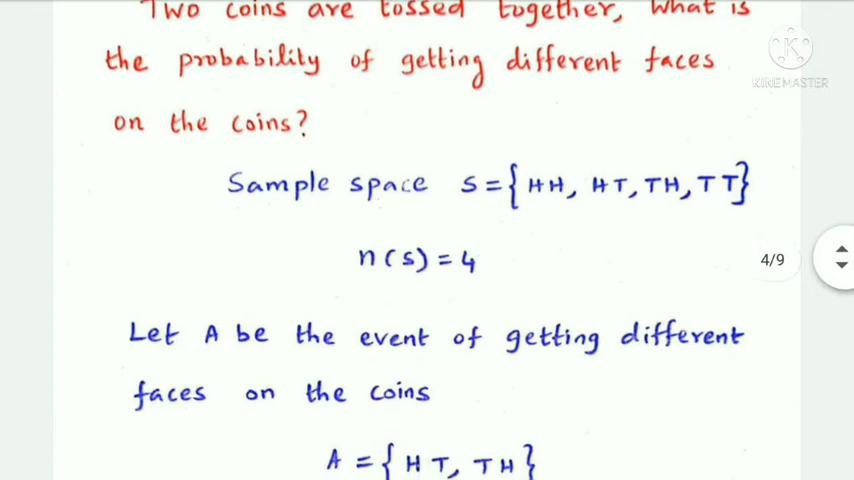 Two coins are tossed together, What is
the probability of getting different faces
on the coins?
KINEMASTER
Sample space S={HH, HT, TH, TT}
n(s)=4
4/9
Let A be the event of getting different
faces on the coins
A={HT, TH}